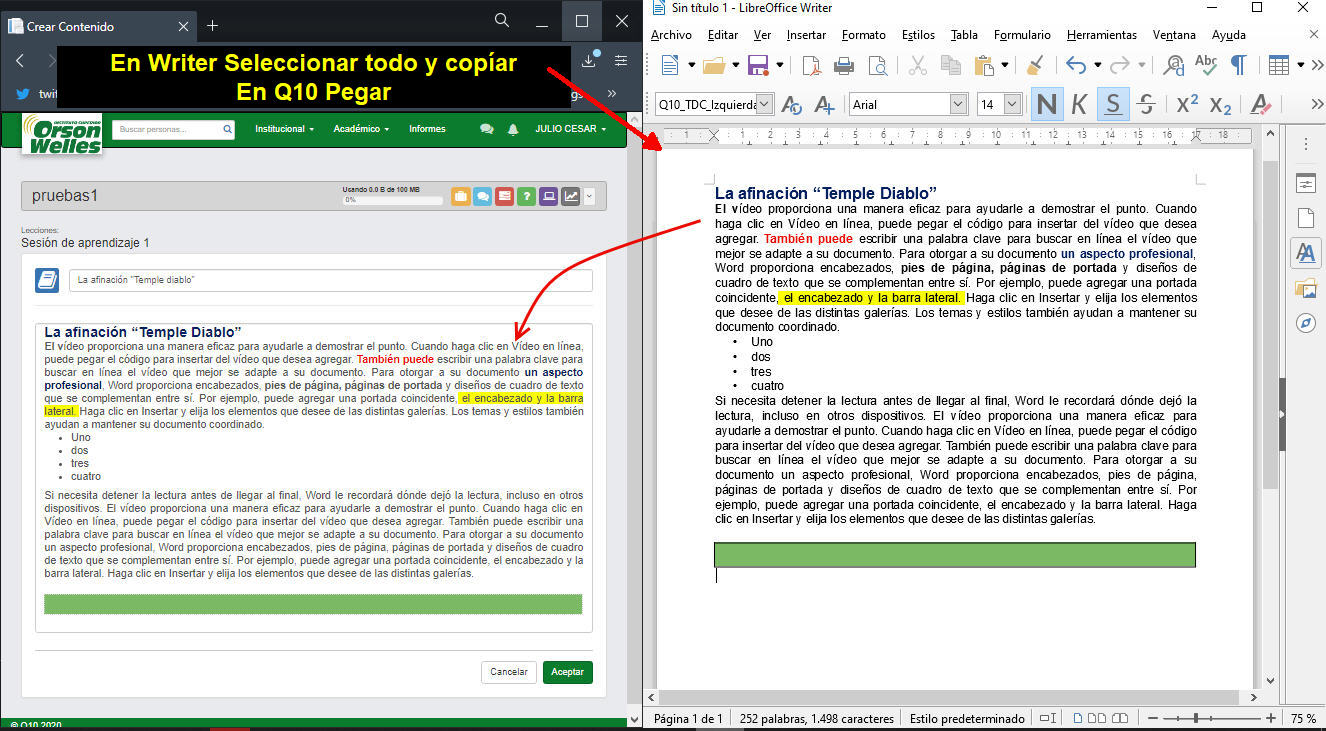 Crear Contenido
En Writer Seleccionar todo y copíar
En Q10 Pegar
twi
gs
INSTITUTO CONFENALCO
Orson
Welles
Buscar personas...
Institucional
Académico
Informes
JULIO CESAR
pruebas1
Usando 0.0 B de 100 MB
0%
Lecciones:
Sesión de aprendizaje 1
La afinación "Temple diablo"
La afinación “Temple Diablo”
El vídeo proporciona una manera eficaz para ayudarle a demostrar el punto. Cuando haga clic en Vídeo en línea,
puede pegar el código para insertar del vídeo que desea agregar. También puede escribir una palabra clave para
buscar en línea el vídeo que mejor se adapte a su documento. Para otorgar a su documento un aspecto
profesional, Word proporciona encabezados, pies de página, páginas de portada y diseños de cuadro de texto
que se complementan entre sí. Por ejemplo, puede agregar una portada coincidente, el encabezado y la barra
lateral. Haga clic en Insertar y elija los elementos que desee de las distintas galerías. Los temas y estilos también
ayudan a mantener su documento coordinado.
• Uno
• dos
• tres
• cuatro
Si necesita detener la lectura antes de llegar al final, Word le recordará dónde dejó la lectura, incluso en otros
dispositivos. El vídeo proporciona una manera eficaz para ayudarle a demostrar el punto. Cuando haga clic en
Vídeo en línea, puede pegar el código para insertar del vídeo que desea agregar. También puede escribir una
palabra clave para buscar en línea el vídeo que mejor se adapte a su documento. Para otorgar a su documento
un aspecto profesional, Word proporciona encabezados, pies de página, páginas de portada y diseños de cuadro
de texto que se complementan entre sí. Por ejemplo, puede agregar una portada coincidente, el encabezado y la
barra lateral. Haga clic en Insertar y elija los elementos que desee de las distintas galerías.
Cancelar
Aceptar
© Q10 2020
Sin título 1 - LibreOffice Writer
Archivo Editar Ver Insertar Formato Estilos Tabla Formulario Herramientas Ventana Ayuda
Abc
Q10_TDC_Izquierda
Arial
14
N K S S X² X₂ A
1 1 2 3 4 5 6 7 8 9 10 11 12 13 14 15 16 17 18
La afinación “Temple Diablo”
El vídeo proporciona una manera eficaz para ayudarle a demostrar el punto. Cuando
haga clic en Vídeo en línea, puede pegar el código para insertar del vídeo que desea
agregar. También puede escribir una palabra clave para buscar en línea el vídeo que
mejor se adapte a su documento. Para otorgar a su documento un aspecto profesional,
Word proporciona encabezados, pies de página, páginas de portada y diseños de
cuadro de texto que se complementan entre sí. Por ejemplo, puede agregar una portada
coincidente, el encabezado y la barra lateral. Haga clic en Insertar y elija los elementos
que desee de las distintas galerías. Los temas y estilos también ayudan a mantener su
documento coordinado.
• Uno
• dos
• tres
• cuatro
Si necesita detener la lectura antes de llegar al final, Word le recordará dónde dejó la
lectura, incluso en otros dispositivos. El vídeo proporciona una manera eficaz para
ayudarle a demostrar el punto. Cuando haga clic en Vídeo en línea, puede pegar el código
para insertar del vídeo que desea agregar. También puede escribir una palabra clave para
buscar en línea el vídeo que mejor se adapte a su documento. Para otorgar a su
documento un aspecto profesional, Word proporciona encabezados, pies de página,
páginas de portada y diseños de cuadro de texto que se complementan entre sí. Por
ejemplo, puede agregar una portada coincidente, el encabezado y la barra lateral. Haga
clic en Insertar y elija los elementos que desee de las distintas galerías.
Página 1 de 1
252 palabras, 1.498 caracteres
Estilo predeterminado
75 %